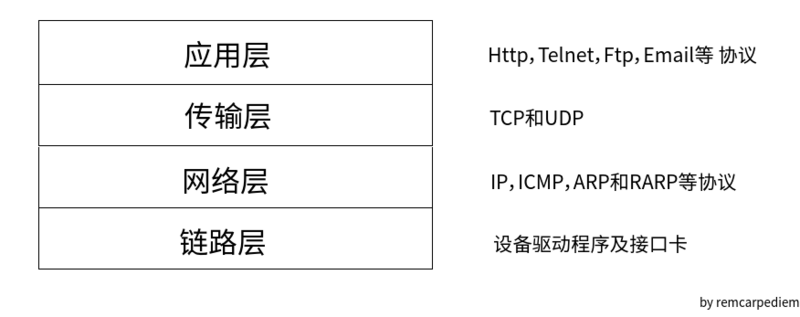 应用层 Http，Telnet，Ftp，Email等 协议
传输层 TCP和UDP
网络层 IP，ICMP，ARP和RARP等协议
链路层 设备驱动程序及接口卡
by remcarpediem